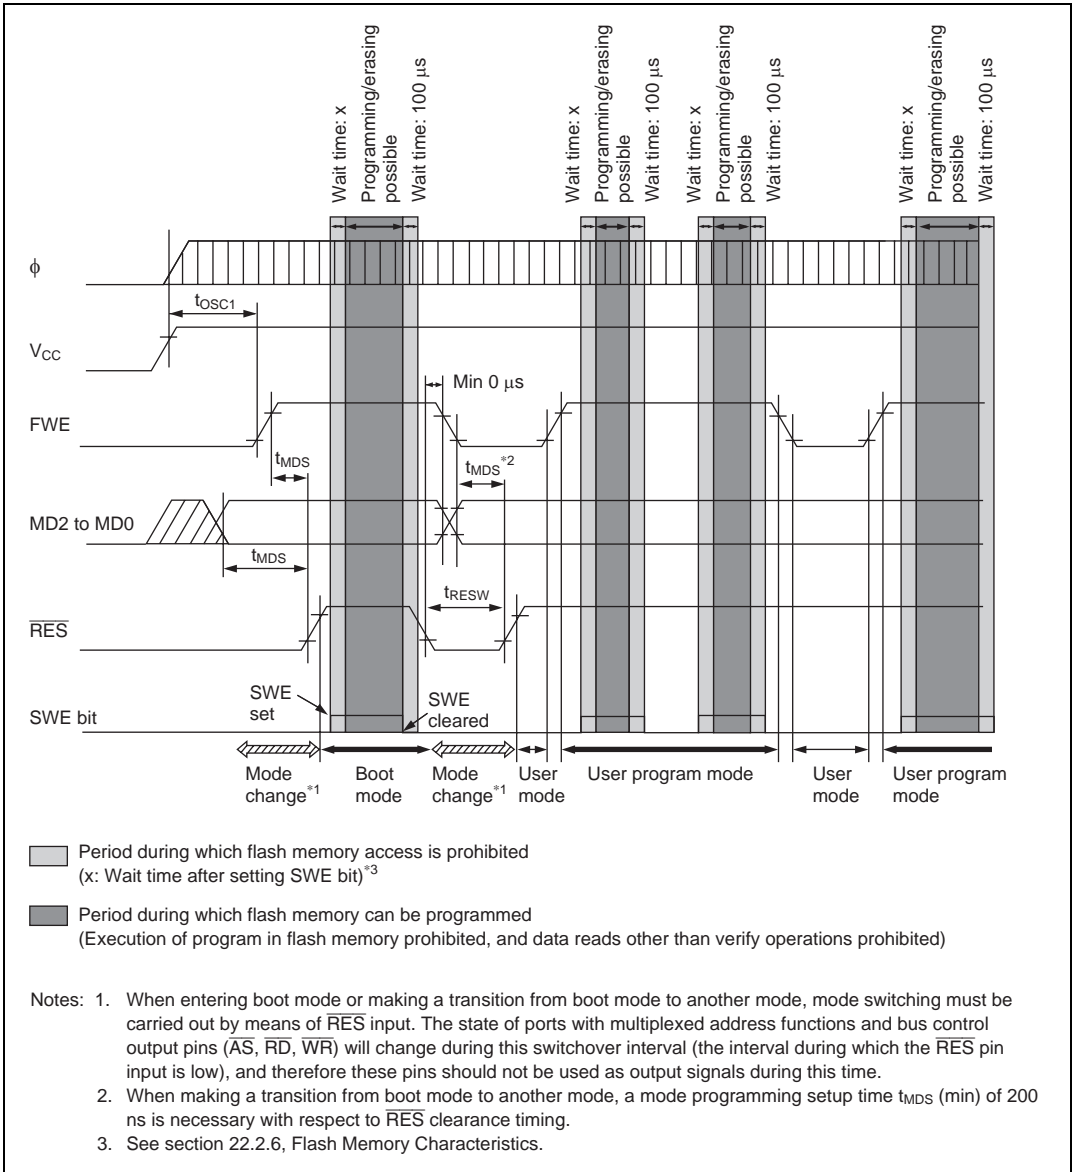 Wait time: x
Programming/erasing
possible
Wait time: 100 μs
Wait time: x
Programming/erasing
possible
Wait time: 100 μs
Wait time: x
Programming/erasing
possible
Wait time: 100 μs
Wait time: x
Programming/erasing
possible
Wait time: 100 μs
φ
tOSC1
VCC
Min 0 μs
FWE
tMDS
tMDS*2
MD2 to MD0
tMDS
tRESW
RES
SWE
set
SWE
cleared
SWE bit
Mode
change*1
Boot
mode
Mode
change*1
User
mode
User program mode
User
mode
User program
mode
Period during which flash memory access is prohibited
(x: Wait time after setting SWE bit)*3
Period during which flash memory can be programmed
(Execution of program in flash memory prohibited, and data reads other than verify operations prohibited)
Notes: 1. When entering boot mode or making a transition from boot mode to another mode, mode switching must be
carried out by means of RES input. The state of ports with multiplexed address functions and bus control
output pins (AS, RD, WR) will change during this switchover interval (the interval during which the RES pin
input is low), and therefore these pins should not be used as output signals during this time.
2. When making a transition from boot mode to another mode, a mode programming setup time tMDS (min) of 200
ns is necessary with respect to RES clearance timing.
3. See section 22.2.6, Flash Memory Characteristics.